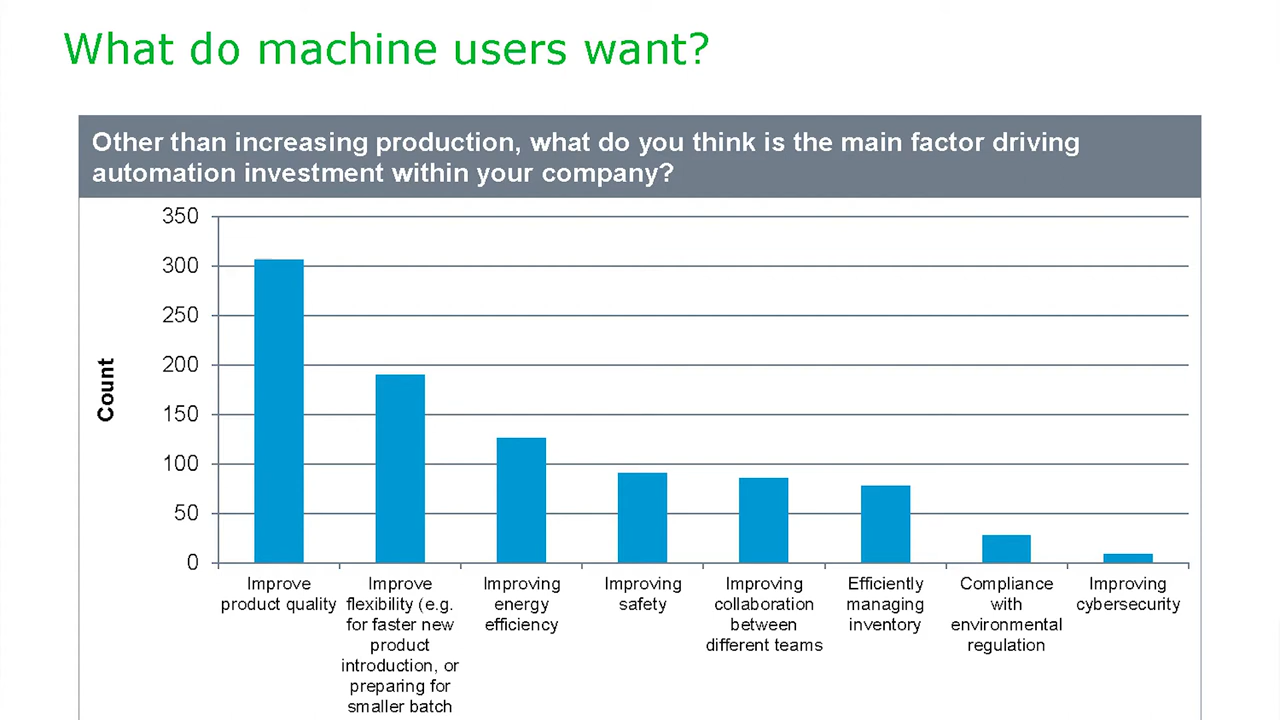 What do machine users want?
Other than increasing production, what do you think is the main factor driving
automation investment within your company?
350
300
250
200
150
100
50
0
Count
Improve
product quality
Improve
flexibility (e.g.
for faster new
product
introduction, or
preparing for
smaller batch
Improving
energy
efficiency
Improving
safety
Improving
collaboration
between
different teams
Efficiently
managing
inventory
Compliance
with
environmental
regulation
Improving
cybersecurity